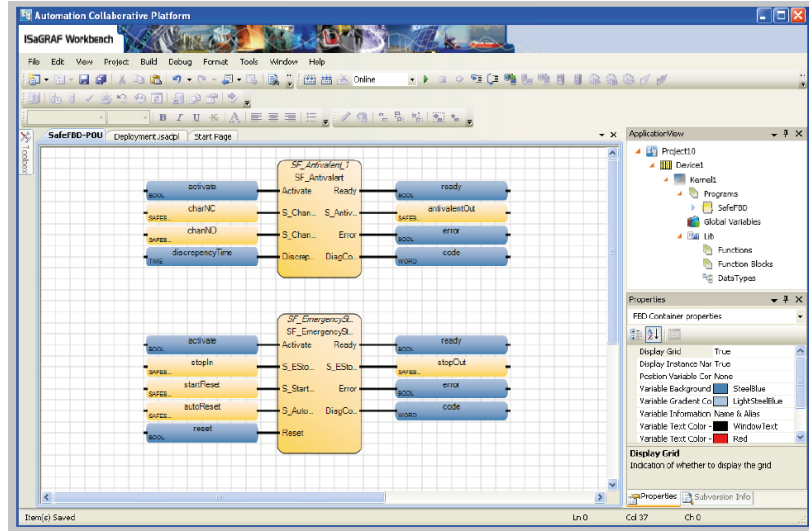 Automation Collaborative Platform
ISaGRAF Workbench
File Edit View Project Build Debug Format Tools Window Help
Online
B I U A
Toolbox
SafeFBD-POU Deployment.isadpl Start Page
SF_Antivalent_1
SF_Antivalent
activate
BOOL
Activate Ready
ready
BOOL
charNC
SAFEB...
S_Chan... S_Antiv...
antivalentOut
SAFEB...
chanNO
SAFEB...
S_Chan... Error
error
BOOL
discrepencyTime
TIME
Discrep... DiagCo...
code
WORD
SF_EmergencySt...
SF_EmergencySt...
activate
BOOL
Activate Ready
ready
BOOL
stopIn
SAFEB...
S_ESto... S_ESto...
stopOut
SAFEB...
startReset
SAFEB...
S_Start... Error
error
BOOL
autoReset
SAFEB...
S_Auto... DiagCo...
code
WORD
reset
BOOL
Reset
ApplicationView
Project10
Device1
Kernel1
Programs
SafeFBD
Global Variables
Lib
Functions
Function Blocks
DataTypes
Properties
FBD Container properties
Display Grid True
Display Instance Nar True
Position Variable Cor None
Variable Background SteelBlue
Variable Gradient Co LightSteelBlue
Variable Information Name & Alias
Variable Text Color - WindowText
Variable Text Color - Red
Display Grid
Indication of whether to display the grid
Properties Subversion Info
Item(s) Saved Ln 0 Col 37 Ch 0